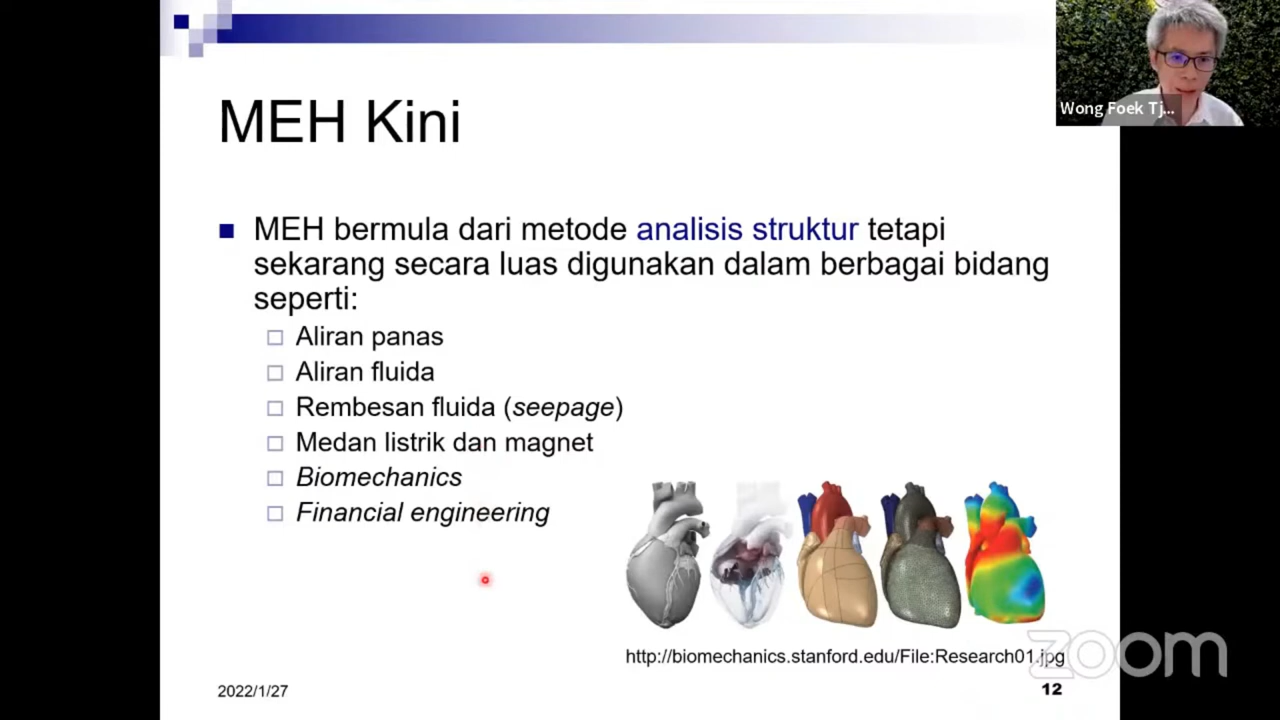 MEH Kini
Wong Foek Tj...
MEH bermula dari metode analisis struktur tetapi
sekarang secara luas digunakan dalam berbagai bidang
seperti:
Aliran panas
Aliran fluida
Rembesan fluida (seepage)
Medan listrik dan magnet
Biomechanics
Financial engineering
http://biomechanics.stanford.edu/File:Research01.jpg
zoom
2022/1/27
12